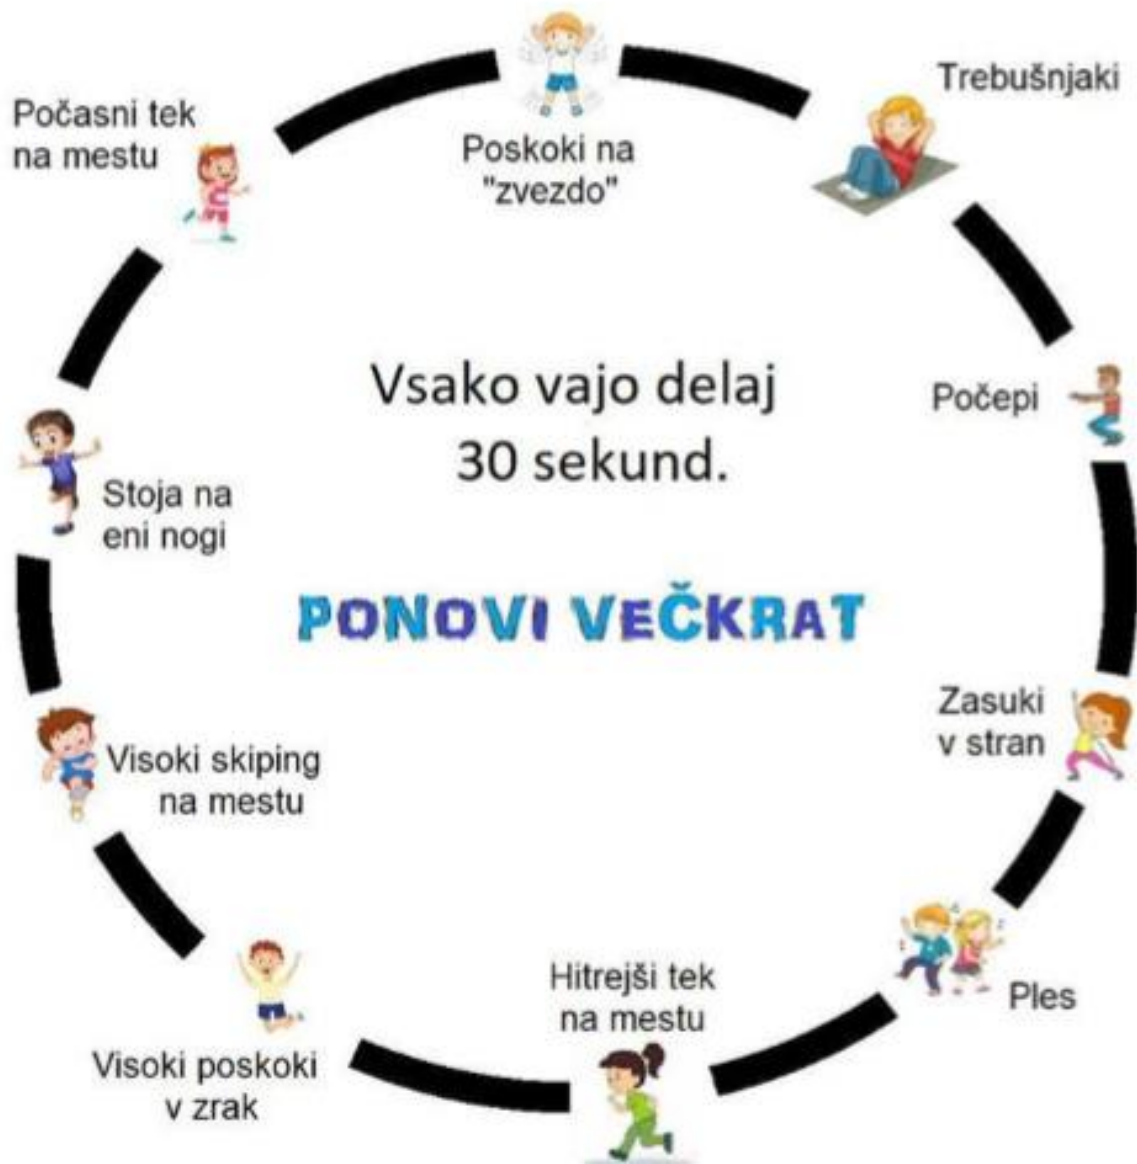 Poskoki na
"zvezdo"
Trebušnjaki
Počepi
Zasuki
v stran
Ples
Hitrejši tek
na mestu
Visoki poskoki
v zrak
Visoki skiping
na mestu
Stoja na
eni nogi
Počasni tek
na mestu
Vsako vajo delaj
30 sekund.
PONOVI VEČKRAT